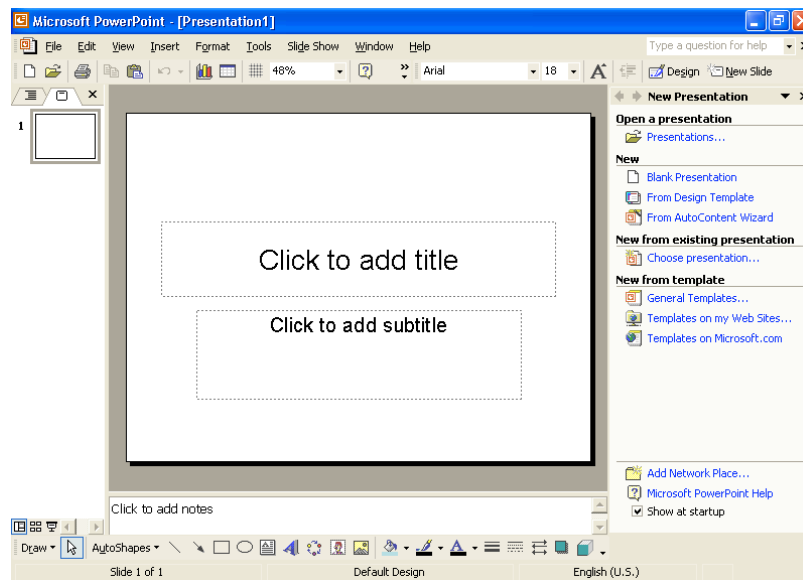 Microsoft PowerPoint - [Presentation1]
File Edit View Insert Format Tools Slide Show Window Help Type a question for help
48% Arial 18 A Design New Slide
New Presentation
1
Open a presentation
Presentations...
New
Blank Presentation
From Design Template
From AutoContent Wizard
New from existing presentation
Choose presentation...
New from template
General Templates...
Templates on my Web Sites...
Templates on Microsoft.com
Click to add title
Click to add subtitle
Add Network Place...
Microsoft PowerPoint Help
Show at startup
Click to add notes
Draw AutoShapes
Slide 1 of 1 Default Design English (U.S.)